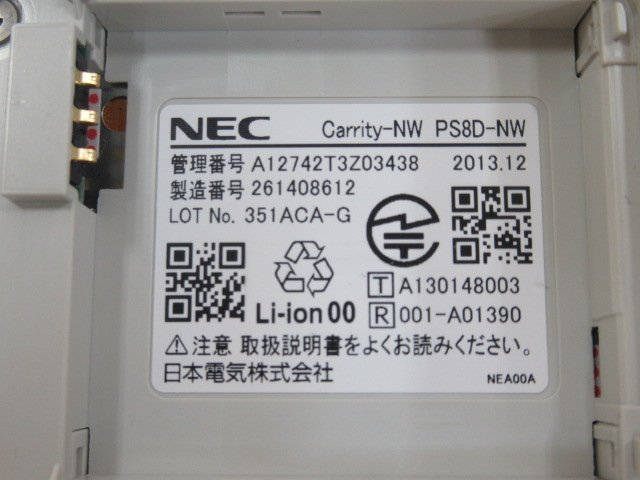 NEC Carrity-NW PS8D-NW
管理番号 A12742T3Z03438 2013.12
製造番号 261408612
LOT No. 351ACA-G
T A130148003
Li-ion 00 R 001-A01390
⚠注意 取扱説明書をよくお読みください。
日本電気株式会社 NEA00A